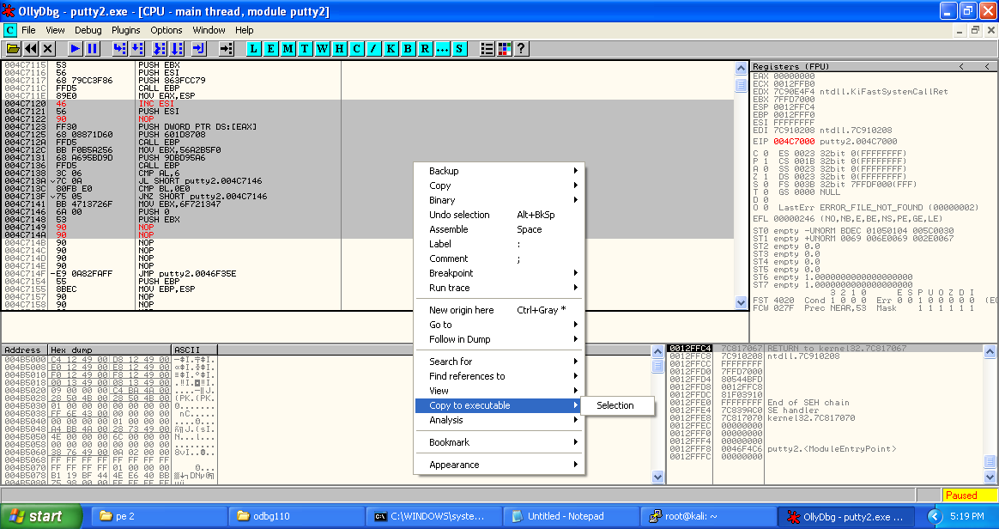 OllyDbg - putty2.exe - [CPU - main thread, module putty2]
C File View Debug Plugins Options Window Help
L E M T W H C / K B R ... S ?
004C7115 53 PUSH EBX
004C7116 56 PUSH ESI
004C7117 68 79CC3F86 PUSH 863FCC79
004C711C FFD5 CALL EBP
004C711E 89E0 MOV EAX,ESP
004C7120 46 INC ESI
004C7121 56 PUSH ESI
004C7122 90 NOP
004C7123 FF30 PUSH DWORD PTR DS:[EAX]
004C7125 68 08871D60 PUSH 601D8708
004C712A FFD5 CALL EBP
004C712C BB F0B5A256 MOV EBX,56A2B5F0
004C7131 68 A695BD9D PUSH 9DBD95A6
004C7136 FFD5 CALL EBP
004C7138 3C 06 CMP AL,6
004C713A 7C 0A JL SHORT putty2.004C7146
004C713C 80FB E0 CMP BL,0E0
004C713F 75 05 JNZ SHORT putty2.004C7146
004C7141 BB 4713726F MOV EBX,6F721347
004C7146 6A 00 PUSH 0
004C7148 53 PUSH EBX
004C7149 90 NOP
004C714A 90 NOP
004C714B 90 NOP
004C714C 90 NOP
004C714D 90 NOP
004C714E 90 NOP
004C714F -E9 0A82FAFF JMP putty2.0046F35E
004C7154 55 PUSH EBP
004C7155 8BEC MOV EBP,ESP
004C7157 90 NOP
004C7158 90 NOP
Registers (FPU) < <
EAX 00000000
ECX 0012FFB0
EDX 7C90E4F4 ntdll.KiFastSystemCallRet
EBX 7FFD7000
ESP 0012FFC4
EBP 0012FFF0
ESI FFFFFFFF
EDI 7C910208 ntdll.7C910208
EIP 004C7000 putty2.004C7000
C 0 ES 0023 32bit 0(FFFFFFFF)
P 1 CS 001B 32bit 0(FFFFFFFF)
A 0 SS 0023 32bit 0(FFFFFFFF)
Z 1 DS 0023 32bit 0(FFFFFFFF)
S 0 FS 003B 32bit 7FFDF000(FFF)
T 0 GS 0000 NULL
D 0
O 0 LastErr ERROR_FILE_NOT_FOUND (00000002)
EFL 00000246 (NO,NB,E,BE,NS,PE,GE,LE)
ST0 empty -UNORM BDEC 01050104 005C0030
ST1 empty +UNORM 0069 006E0069 002E0067
ST2 empty 0.0
ST3 empty 0.0
ST4 empty 0.0
ST5 empty 0.0
ST6 empty 1.0000000000000000000
ST7 empty 1.0000000000000000000
3 2 1 0 E S P U O Z D I
FST 4020 Cond 1 0 0 0 Err 0 0 1 0 0 0 0 0
FCW 027F Prec NEAR,53 Mask 1 1 1 1 1 1
Backup
Copy
Binary
Undo selection Alt+BkSp
Assemble Space
Label :
Comment ;
Breakpoint
Run trace
New origin here Ctrl+Gray *
Go to
Follow in Dump
Search for
Find references to
View
Copy to executable
Selection
Analysis
Bookmark
Appearance
Address Hex dump ASCII
004B5000 C4 12 49 00 D8 12 49 00
004B5008 E0 12 49 00 E8 12 49 00
004B5010 F0 12 49 00 F8 12 49 00
004B5018 00 13 49 00 08 13 49 00
004B5020 00 00 00 00 C4 BA 4A 00
004B5028 28 50 4B 00 28 50 4B 00 (PK.(PK.
004B5030 01 00 00 00 00 00 00 00
004B5038 FF 6E 43 00 00 00 00 00
004B5040 00 00 00 00 01 00 00 00
004B5048 A4 BB 4A 00 28 73 49 00
004B5050 4E 00 00 00 6C 00 00 00 N...l...
004B5058 00 00 00 00 00 00 00 00
004B5060 38 76 49 00 0A 02 00 00
004B5068 FF FF FF FF FF FF FF FF
004B5070 FF FF FF FF 01 00 00 00
004B5078 B1 19 BF 44 4E E6 40 BB
0012FFC4 7C817067 RETURN to kernel32.7C817067
0012FFC8 7C910208 ntdll.7C910208
0012FFCC FFFFFFFF
0012FFD0 7FFD7000
0012FFD4 80544BFD
0012FFD8 0012FFC8
0012FFDC 81F03910
0012FFE0 FFFFFFFF End of SEH chain
0012FFE4 7C839AC0 SE handler
0012FFE8 7C817070 kernel32.7C817070
0012FFEC 00000000
0012FFF0 00000000
0012FFF4 00000000
0012FFF8 0046F4C6 putty2.<ModuleEntryPoint>
0012FFFC 00000000
Paused
start
pe 2
odbg110
C:\WINDOWS\syste...
Untitled - Notepad
root@kali: ~
OllyDbg - putty2.exe ...
5:19 PM